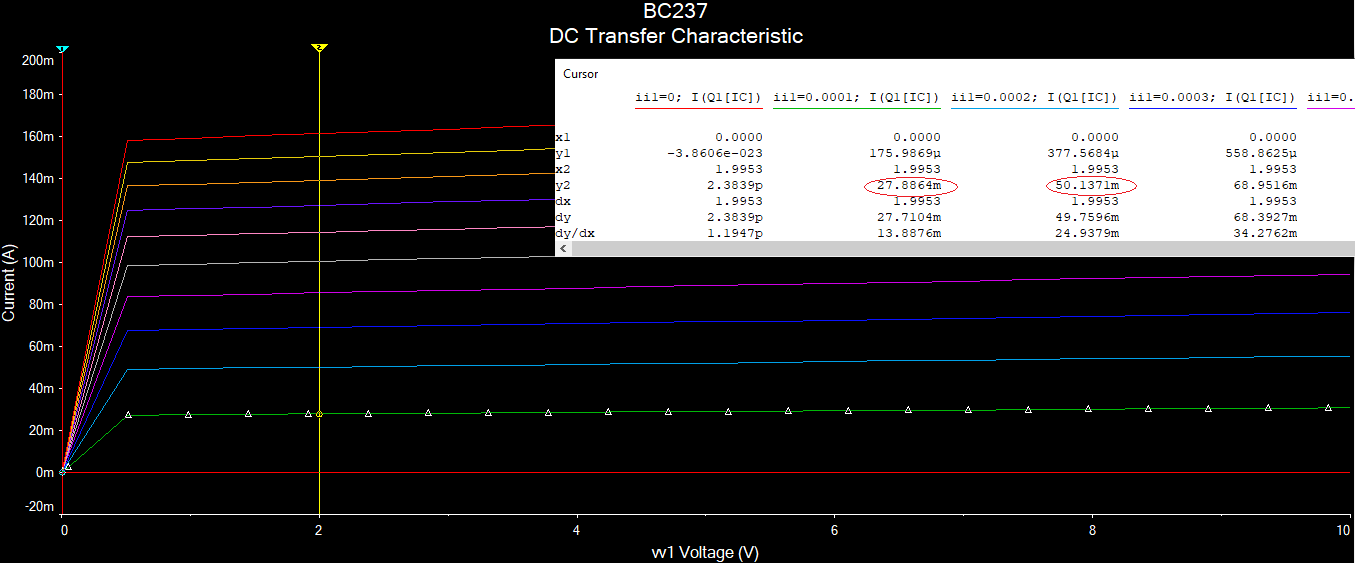 BC237
DC Transfer Characteristic
1
2
200m
180m
160m
140m
120m
100m
80m
60m
40m
20m
0m
-20m
Current (A)
0
2
4
6
8
10
vv1 Voltage (V)
Cursor
ii1=0; I(Q1[IC]) ii1=0.0001; I(Q1[IC]) ii1=0.0002; I(Q1[IC]) ii1=0.0003; I(Q1[IC]) ii1=0.
x1 0.0000 0.0000 0.0000 0.0000
y1 -3.8606e-023 175.9869µ 377.5684µ 558.8625µ
x2 1.9953 1.9953 1.9953 1.9953
y2 2.3839p 27.8864m 50.1371m 68.9516m
dx 1.9953 1.9953 1.9953 1.9953
dy 2.3839p 27.7104m 49.7596m 68.3927m
dy/dx 1.1947p 13.8876m 24.9379m 34.2762m